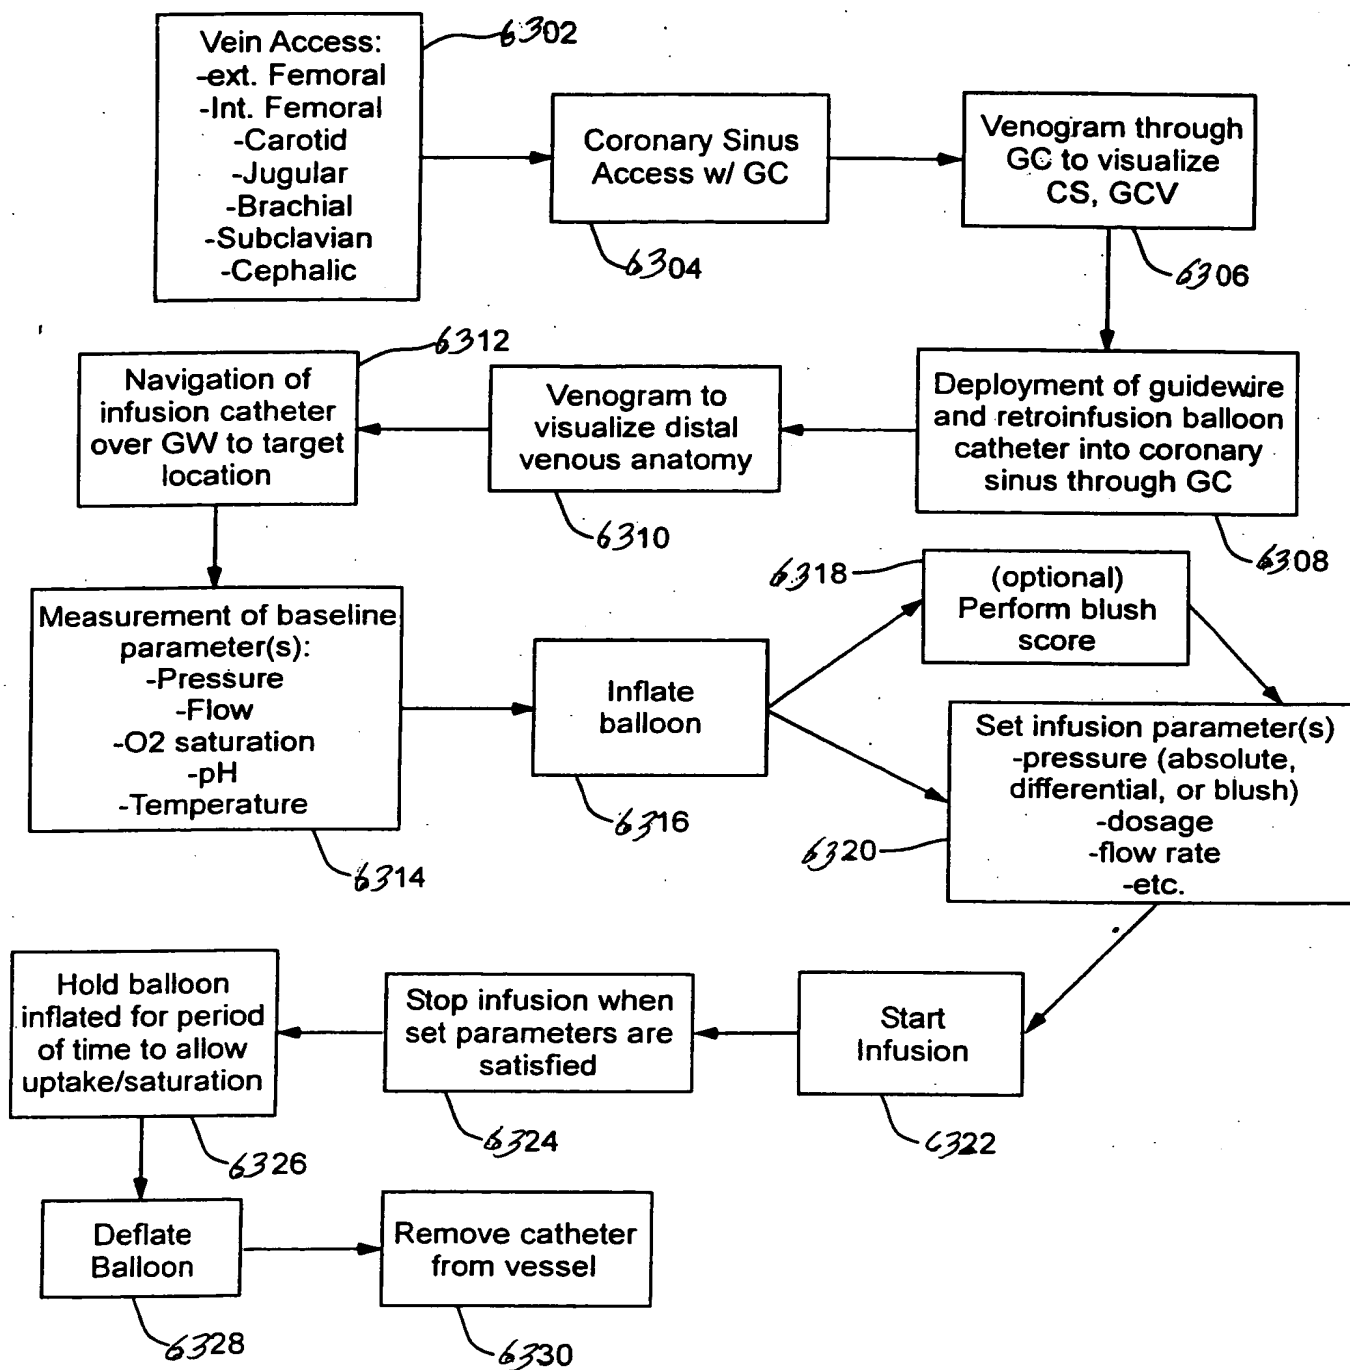 Vein Access:
-ext. Femoral
-Int. Femoral
-Carotid
-Jugular
-Brachial
-Subclavian
-Cephalic
6302
Coronary Sinus
Access w/ GC
6304
Venogram through
GC to visualize
CS, GCV
6306
Deployment of guidewire
and retroinfusion balloon
catheter into coronary
sinus through GC
6308
Venogram to
visualize distal
venous anatomy
6310
Navigation of
infusion catheter
over GW to target
location
6312
Measurement of baseline
parameter(s):
-Pressure
-Flow
-O2 saturation
-pH
-Temperature
6314
Inflate
balloon
6316
6318
(optional)
Perform blush
score
Set infusion parameter(s)
-pressure (absolute,
differential, or blush)
-dosage
-flow rate
-etc.
6320
Start
Infusion
6322
Stop infusion when
set parameters are
satisfied
6324
Hold balloon
inflated for period
of time to allow
uptake/saturation
6326
Deflate
Balloon
6328
Remove catheter
from vessel
6330